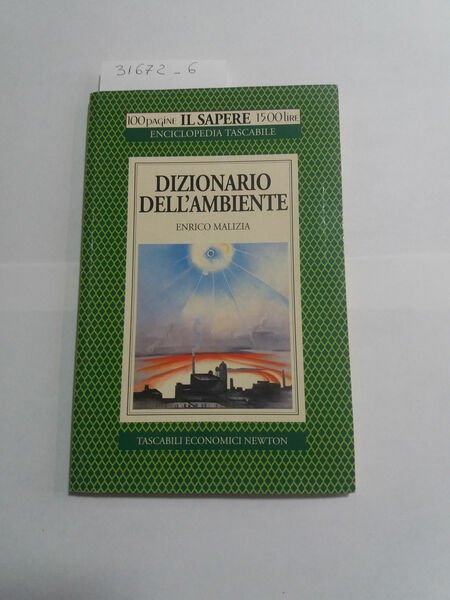 31672-6
100 pagine IL SAPERE 1500 lire
ENCICLOPEDIA TASCABILE
DIZIONARIO
DELL'AMBIENTE
ENRICO MALIZIA
TASCABILI ECONOMICI NEWTON